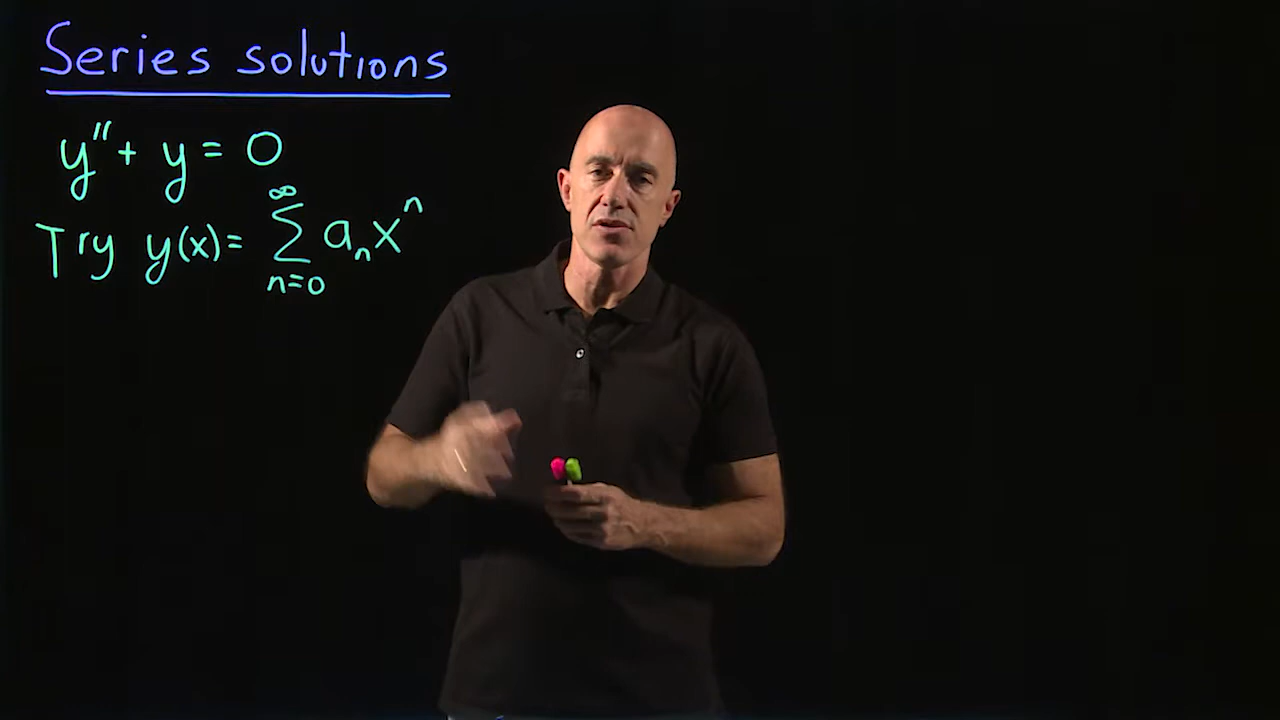 Series solutions
y'' + y = 0
Try y(x) = ∑_{n=0}^{∞} a_n x^n